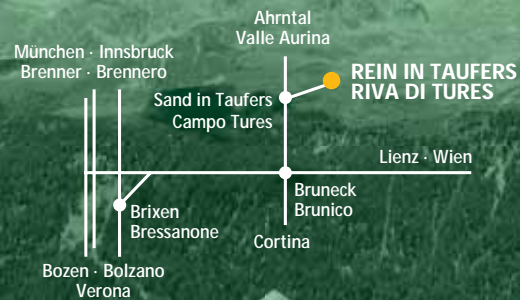 Ahrntal
Valle Aurina
München · Innsbruck
Brenner · Brennero
REIN IN TAUFERS
RIVA DI TURES
Sand in Taufers
Campo Tures
Lienz · Wien
Bruneck
Brunico
Brixen
Bressanone
Cortina
Bozen · Bolzano
Verona